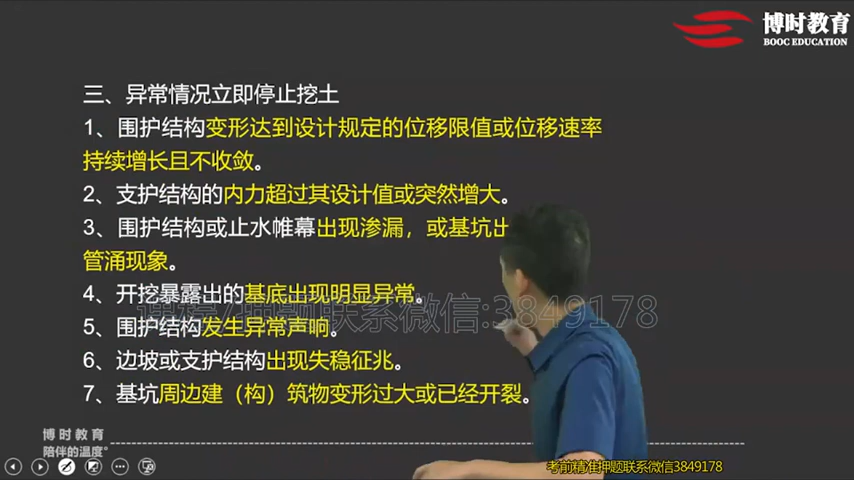 博时教育
BOOC EDUCATION
三、异常情况立即停止挖土
1、围护结构变形达到设计规定的位移限值或位移速率
持续增长且不收敛。
2、支护结构的内力超过其设计值或突然增大。
3、围护结构或止水帷幕出现渗漏，或基坑出
管涌现象。
4、开挖暴露出的基底出现明显异常。
课程/押题联系微信:3849178
5、围护结构发生异常声响。
6、边坡或支护结构出现失稳征兆。
7、基坑周边建（构）筑物变形过大或已经开裂。
博时教育
陪伴的温度°
考前精准押题联系微信3849178